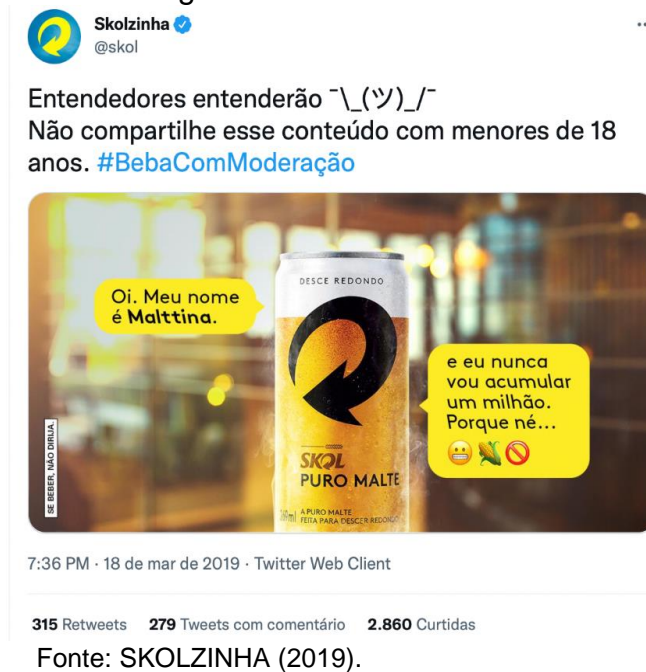 Skolzinha
@skol
Entendedores entenderão ¯\_(ツ)_/¯
Não compartilhe esse conteúdo com menores de 18
anos. #BebaComModeração
DESCE REDONDO
Oi. Meu nome
é Malttina.
e eu nunca
vou acumular
um milhão.
Porque né...
😬🌽🚫
SKOL
PURO MALTE
A PURO MALTE
FEITA PARA DESCER REDONDO
SE BEBER, NÃO DIRIJA.
7:36 PM · 18 de mar de 2019 · Twitter Web Client
315 Retweets 279 Tweets com comentário 2.860 Curtidas
Fonte: SKOLZINHA (2019).